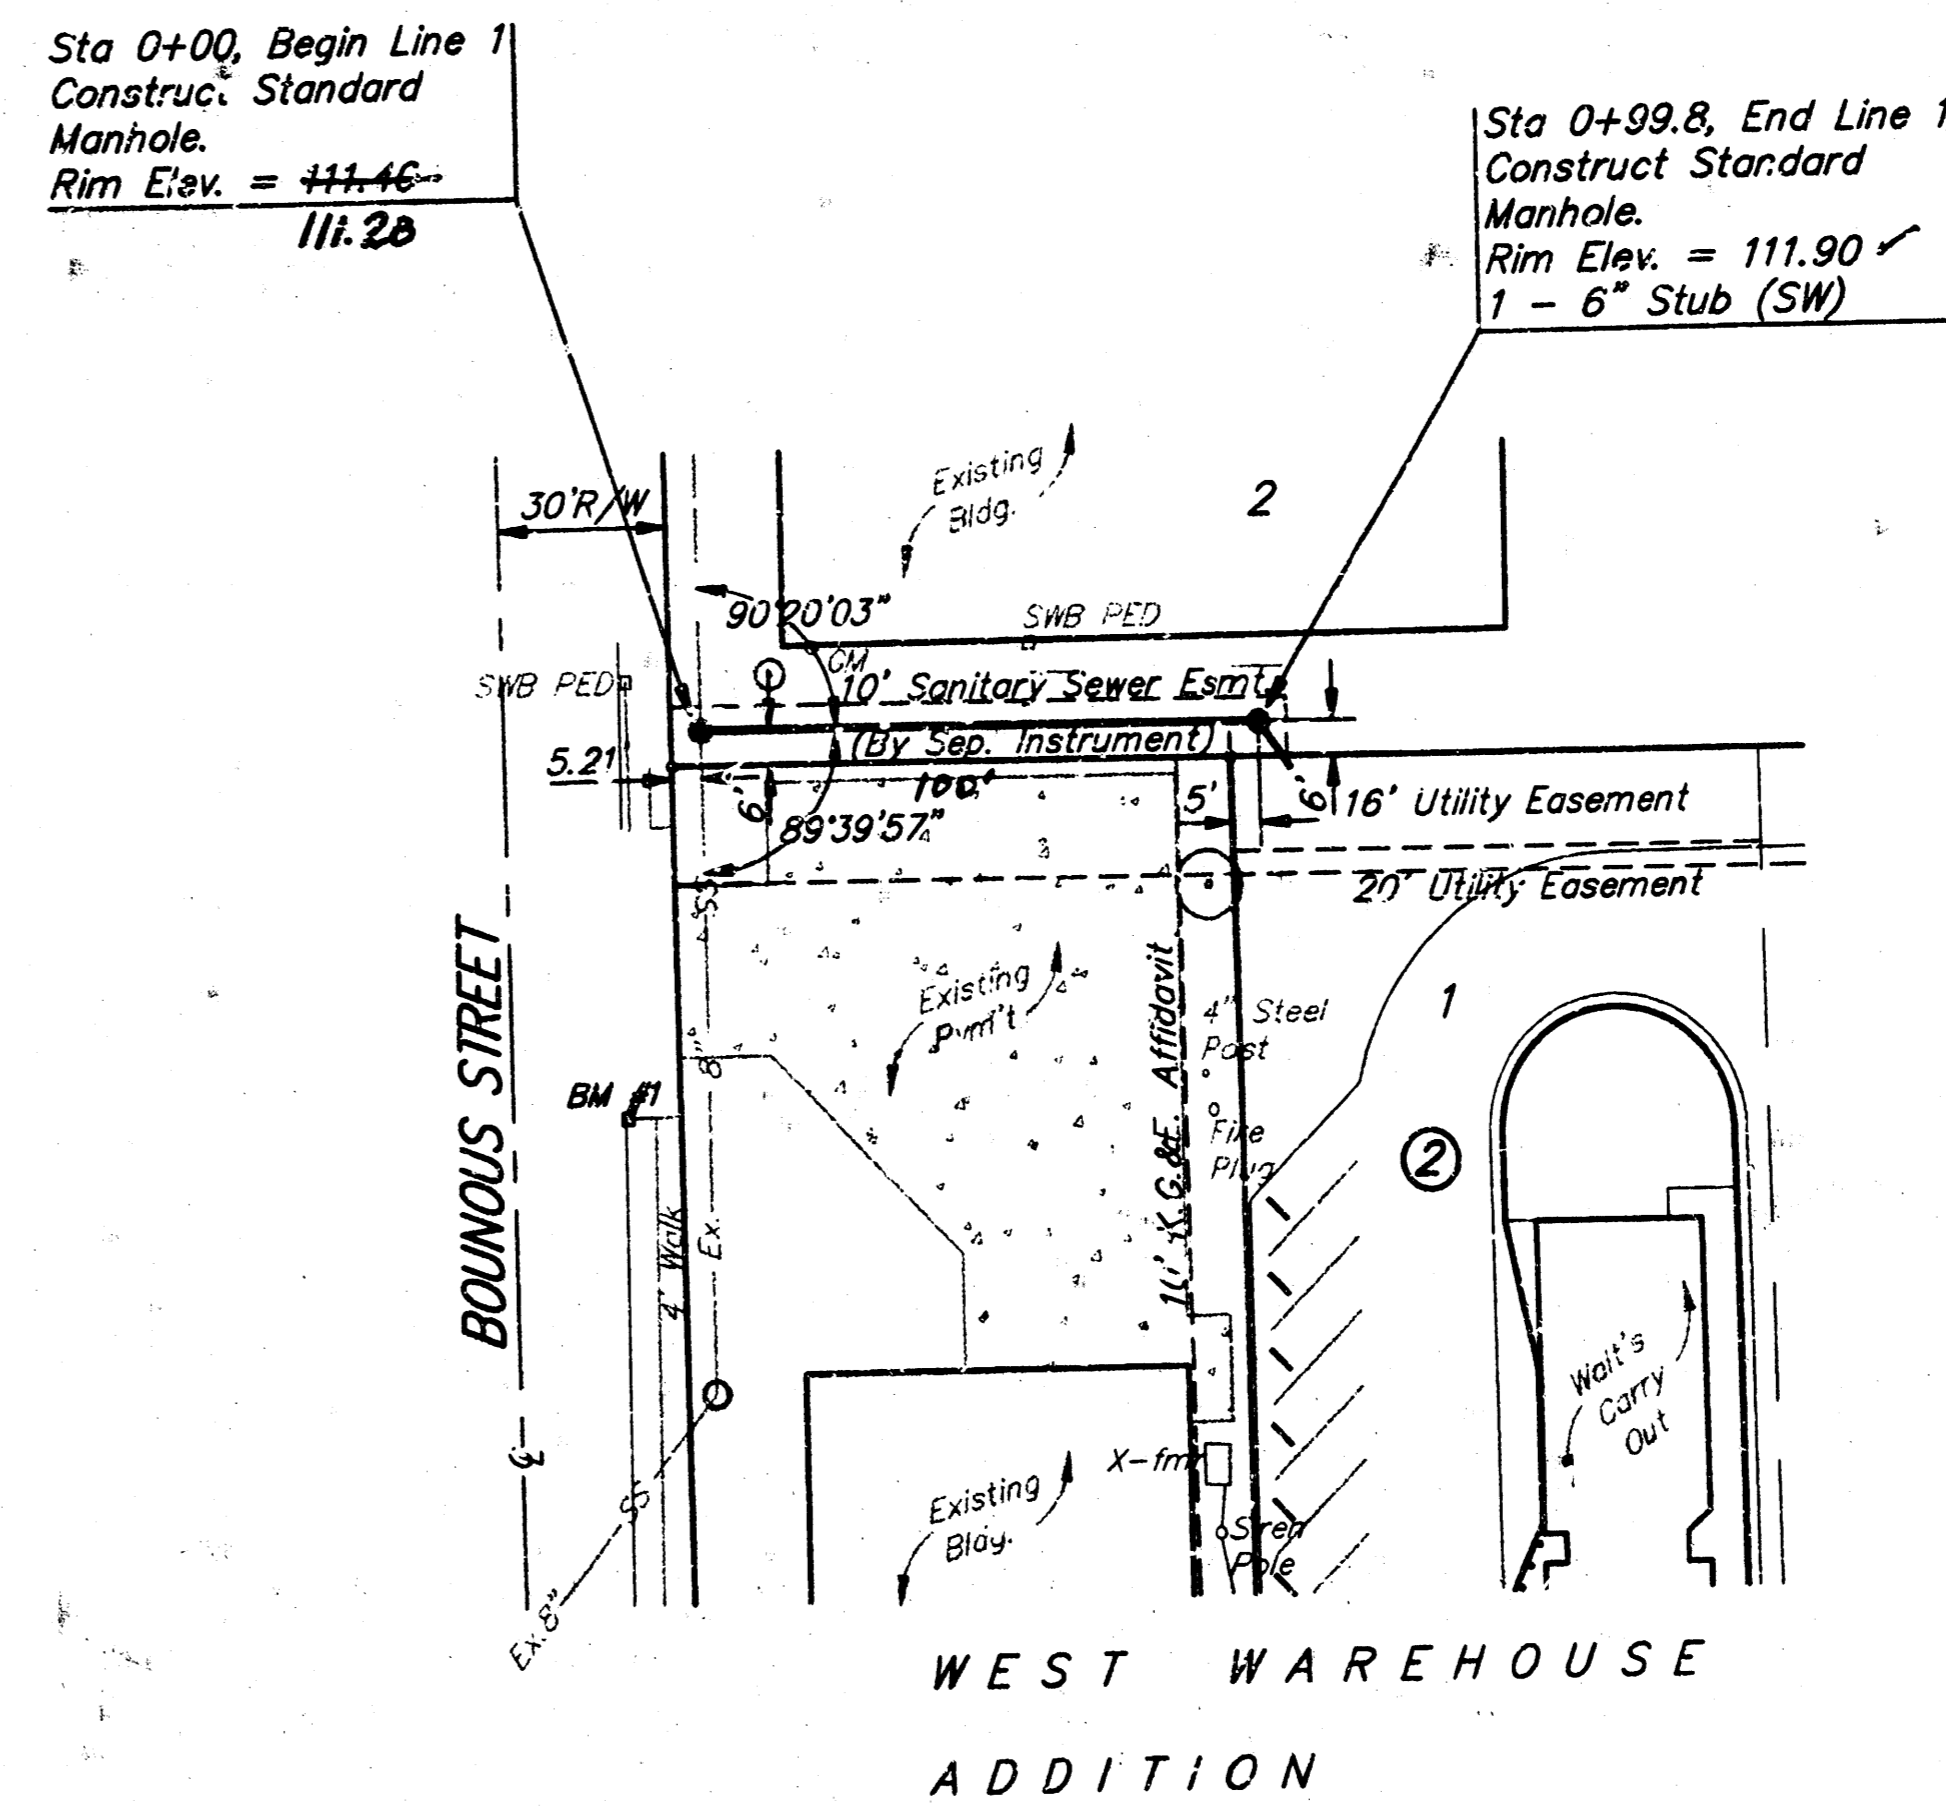 Sta 0+00, Begin Line 1
Construct Standard
Manhole.
Rim Elev. = 111.46
111.28
Sta 0+99.8, End Line 1
Construct Standard
Manhole.
Rim Elev. = 111.90 ✓
1 - 6" Stub (SW)
30'R/W
Existing
Bldg.
2
90°20'03"
SWB PED
GM
SWB PED
10' Sanitary Sewer Esmt.
(By Sep. Instrument)
5.21'
100'
6'
5'
6'
16' Utility Easement
89°39'57"
20' Utility Easement
SS
BOUNOUS STREET
Existing
Pvm't
10' K.G.&E. Affidavit
4" Steel
Post
1
BM #1
8"
Fire
Plug
2
4' Walk
Ex.
Walt's
Carry
Out
X-fmr
SS
Existing
Bldg.
Siren
Pole
Ex. 8"
WEST WAREHOUSE
ADDITION